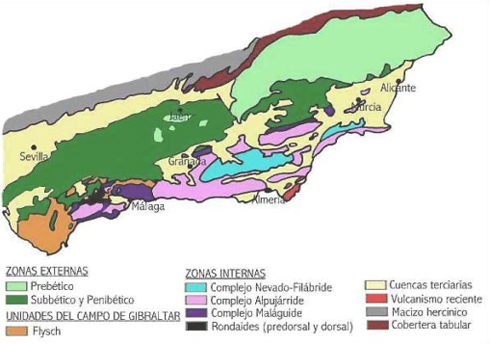 Alicante
Murcia
Jaén
Sevilla
Granada
Almería
Málaga
ZONAS EXTERNAS
Prebético
Subbético y Penibético
UNIDADES DEL CAMPO DE GIBRALTAR
Flysch
ZONAS INTERNAS
Complejo Nevado-Filábride
Complejo Alpujárride
Complejo Maláguide
Rondaides (predorsal y dorsal)
Cuencas terciarias
Vulcanismo reciente
Macizo hercínico
Cobertera tabular